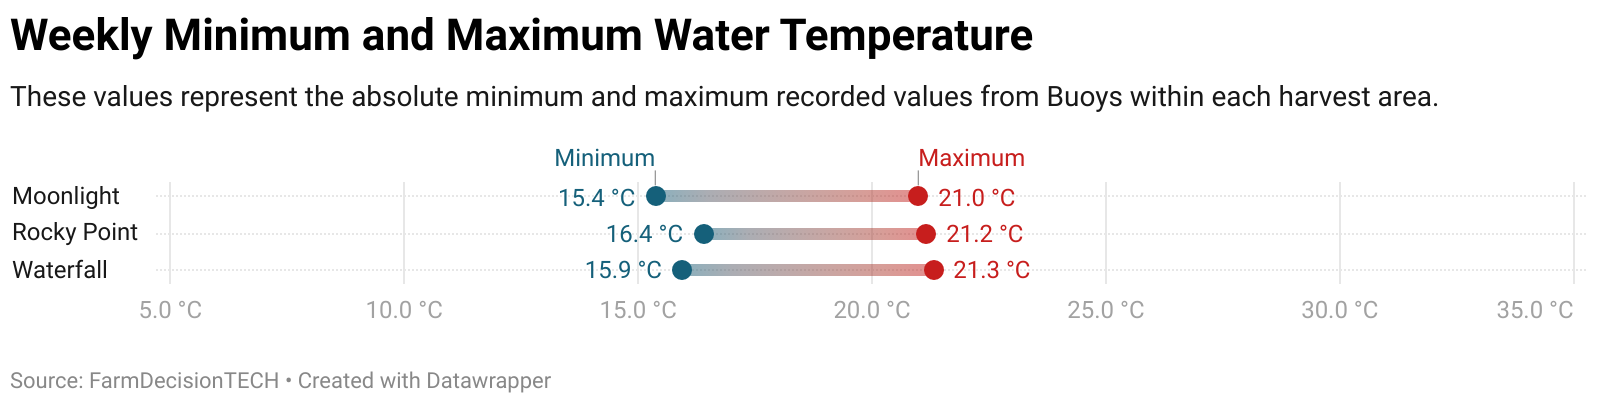 Weekly Minimum and Maximum Water Temperature
These values represent the absolute minimum and maximum recorded values from Buoys within each harvest area.
Minimum Maximum
Moonlight 15.4 °C 21.0 °C
Rocky Point 16.4 °C 21.2 °C
Waterfall 15.9 °C 21.3 °C
5.0 °C 10.0 °C 15.0 °C 20.0 °C 25.0 °C 30.0 °C 35.0 °C
Source: FarmDecisionTECH • Created with Datawrapper